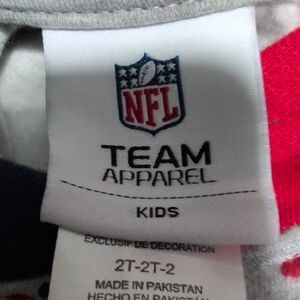 NFL
TEAM
APPAREL
KIDS
EXCLUSIF DE DECORATION
2T-2T-2
MADE IN PAKISTAN
HECHO EN PAKISTAN